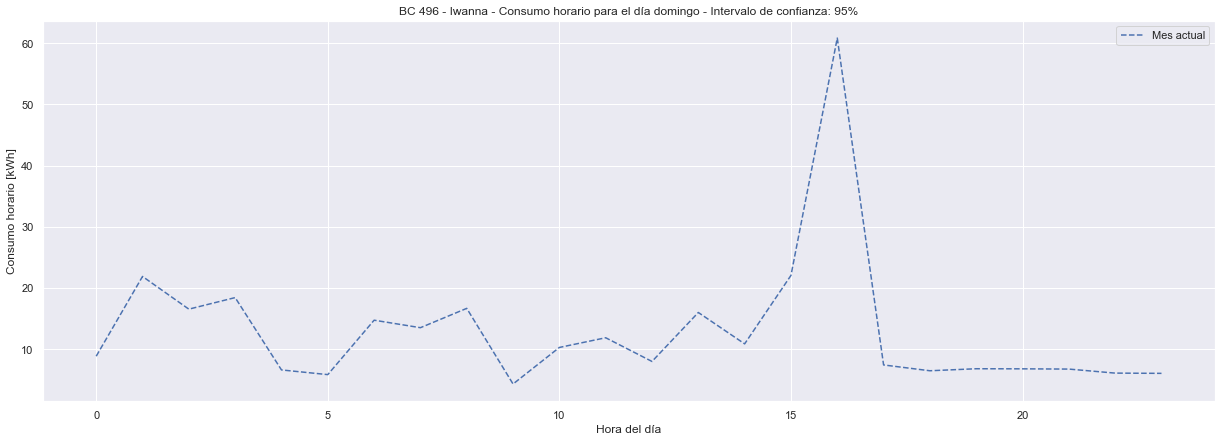 BC 496 - Iwanna - Consumo horario para el día domingo - Intervalo de confianza: 95%
Mes actual
Consumo horario [kWh]
60
50
40
30
20
10
0 5 10 15 20
Hora del día